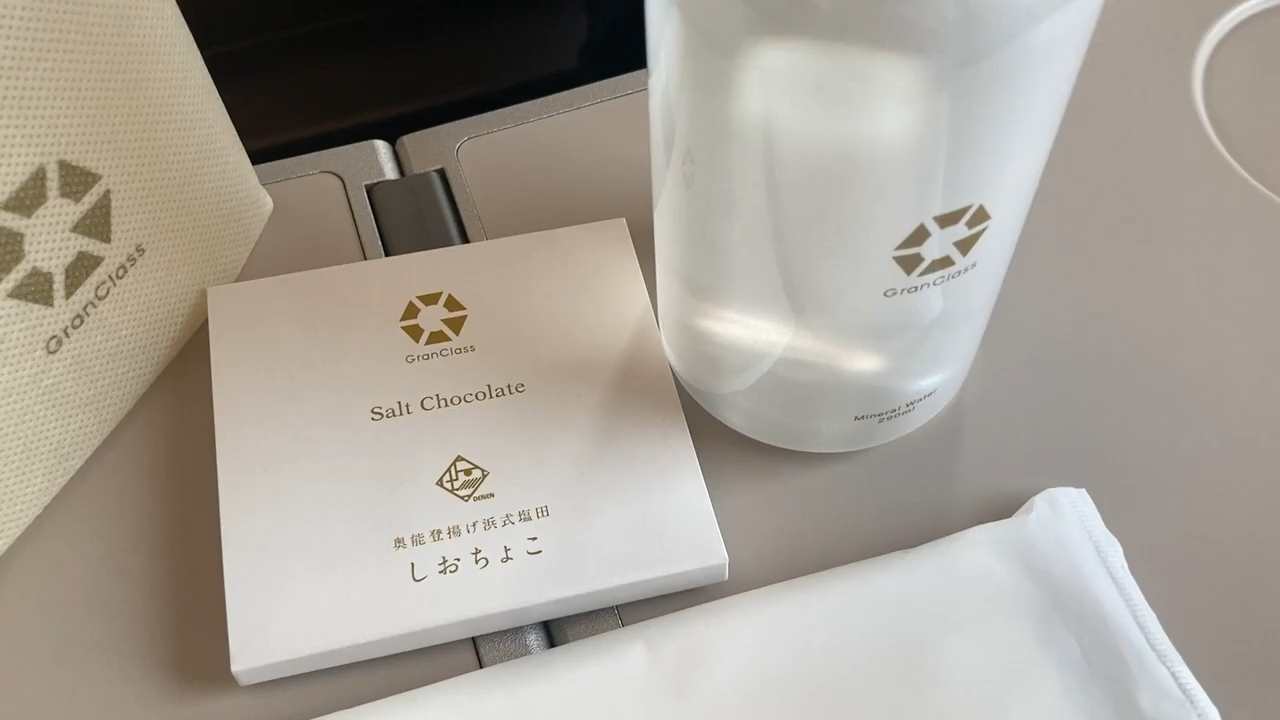 GranClass
GranClass
Salt Chocolate
DENEN
奥能登揚げ浜式塩田
しおちょこ
GranClass
Mineral Water
290ml